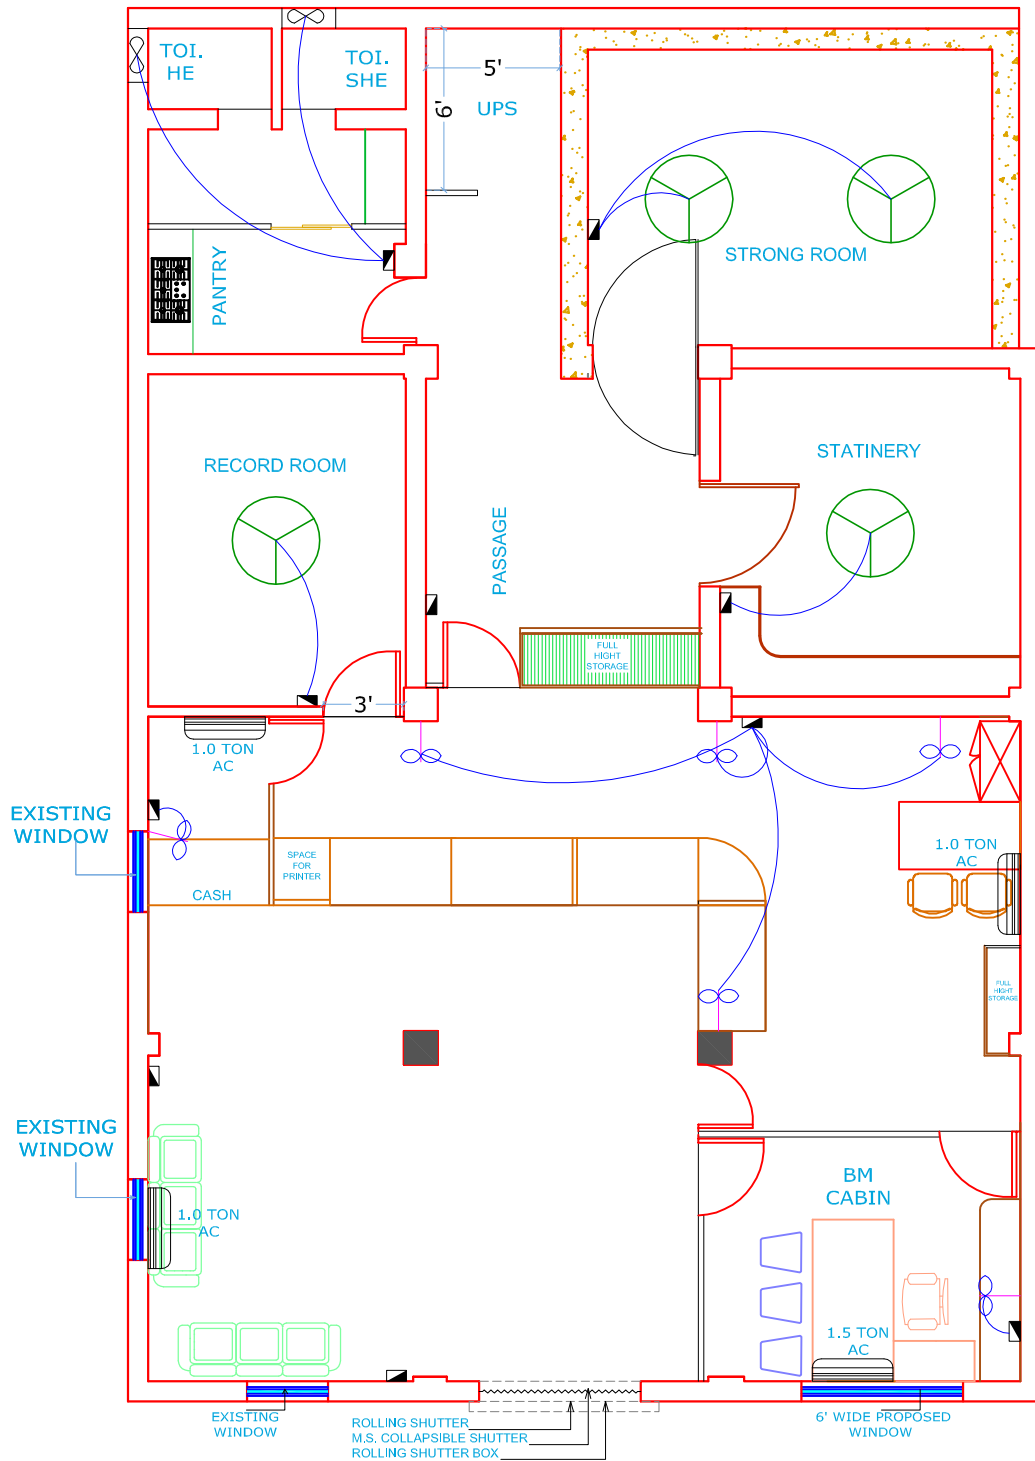 TOI.
HE
TOI.
SHE
5'
6'
UPS
STRONG ROOM
PANTRY
RECORD ROOM
STATINERY
PASSAGE
FULL
HIGHT
STORAGE
3'
1.0 TON
AC
EXISTING
WINDOW
SPACE
FOR
PRINTER
CASH
1.0 TON
AC
FULL
HIGHT
STORAGE
EXISTING
WINDOW
1.0 TON
AC
BM
CABIN
1.5 TON
AC
EXISTING
WINDOW
ROLLING SHUTTER
M.S. COLLAPSIBLE SHUTTER
ROLLING SHUTTER BOX
6' WIDE PROPOSED
WINDOW